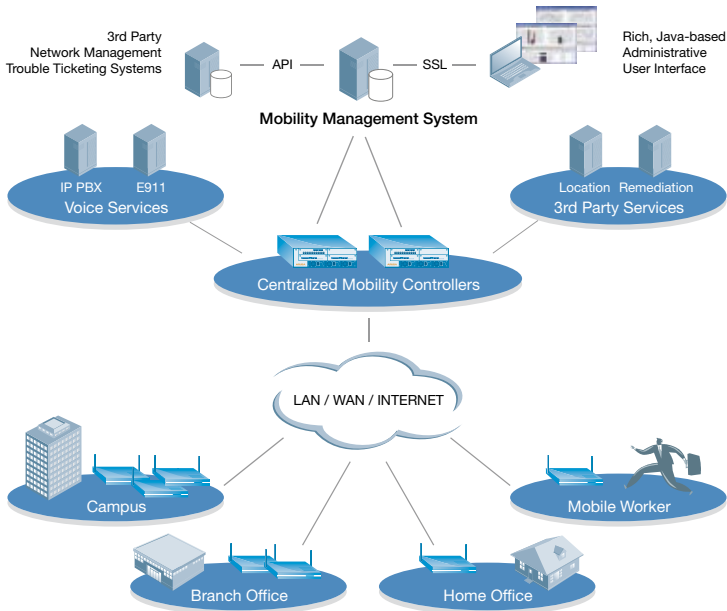 3rd Party
Network Management
Trouble Ticketing Systems
API
SSL
Rich, Java-based
Administrative
User Interface
Mobility Management System
IP PBX
E911
Voice Services
Location
Remediation
3rd Party Services
Centralized Mobility Controllers
LAN / WAN / INTERNET
Campus
Mobile Worker
Branch Office
Home Office